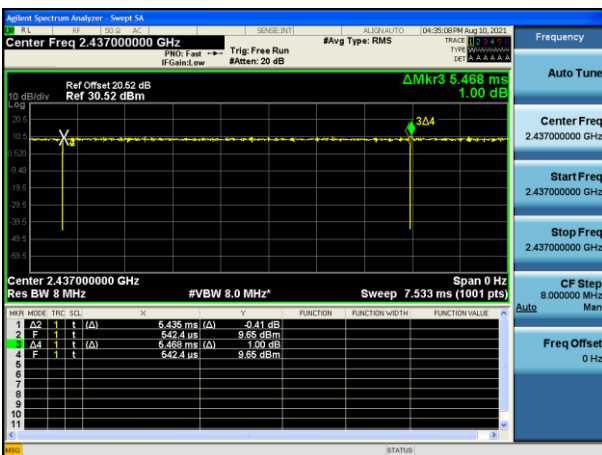 Agilent Spectrum Analyzer - Swept SA
RL RF 50 Ω AC SENSE:INT ALIGNAUTO 04:35:08 PM Aug 10, 2021
Center Freq 2.437000000 GHz #Avg Type: RMS TRACE 1 2 3 4 5 6
PNO: Fast Trig: Free Run TYPE
IFGain:Low #Atten: 20 dB DET A A A A A A
Ref Offset 20.52 dB ΔMkr3 5.468 ms
10 dB/div Ref 30.52 dBm 1.00 dB
Log
20.5
10.5
0.520
-9.48
-19.5
-29.5
-39.5
-49.5
-59.5
3Δ4
Center 2.437000000 GHz Span 0 Hz
Res BW 8 MHz #VBW 8.0 MHz* Sweep 7.533 ms (1001 pts)
MKR MODE TRC SCL X Y FUNCTION FUNCTION WIDTH FUNCTION VALUE
1 Δ2 1 t (Δ) 5.435 ms (Δ) -0.41 dB
2 F 1 t 542.4 µs 9.65 dBm
3 Δ4 1 t (Δ) 5.468 ms (Δ) 1.00 dB
4 F 1 t 542.4 µs 9.65 dBm
5
6
7
8
9
10
11
MSG STATUS
Frequency
Auto Tune
Center Freq
2.437000000 GHz
Start Freq
2.437000000 GHz
Stop Freq
2.437000000 GHz
CF Step
8.000000 MHz
Auto Man
Freq Offset
0 Hz